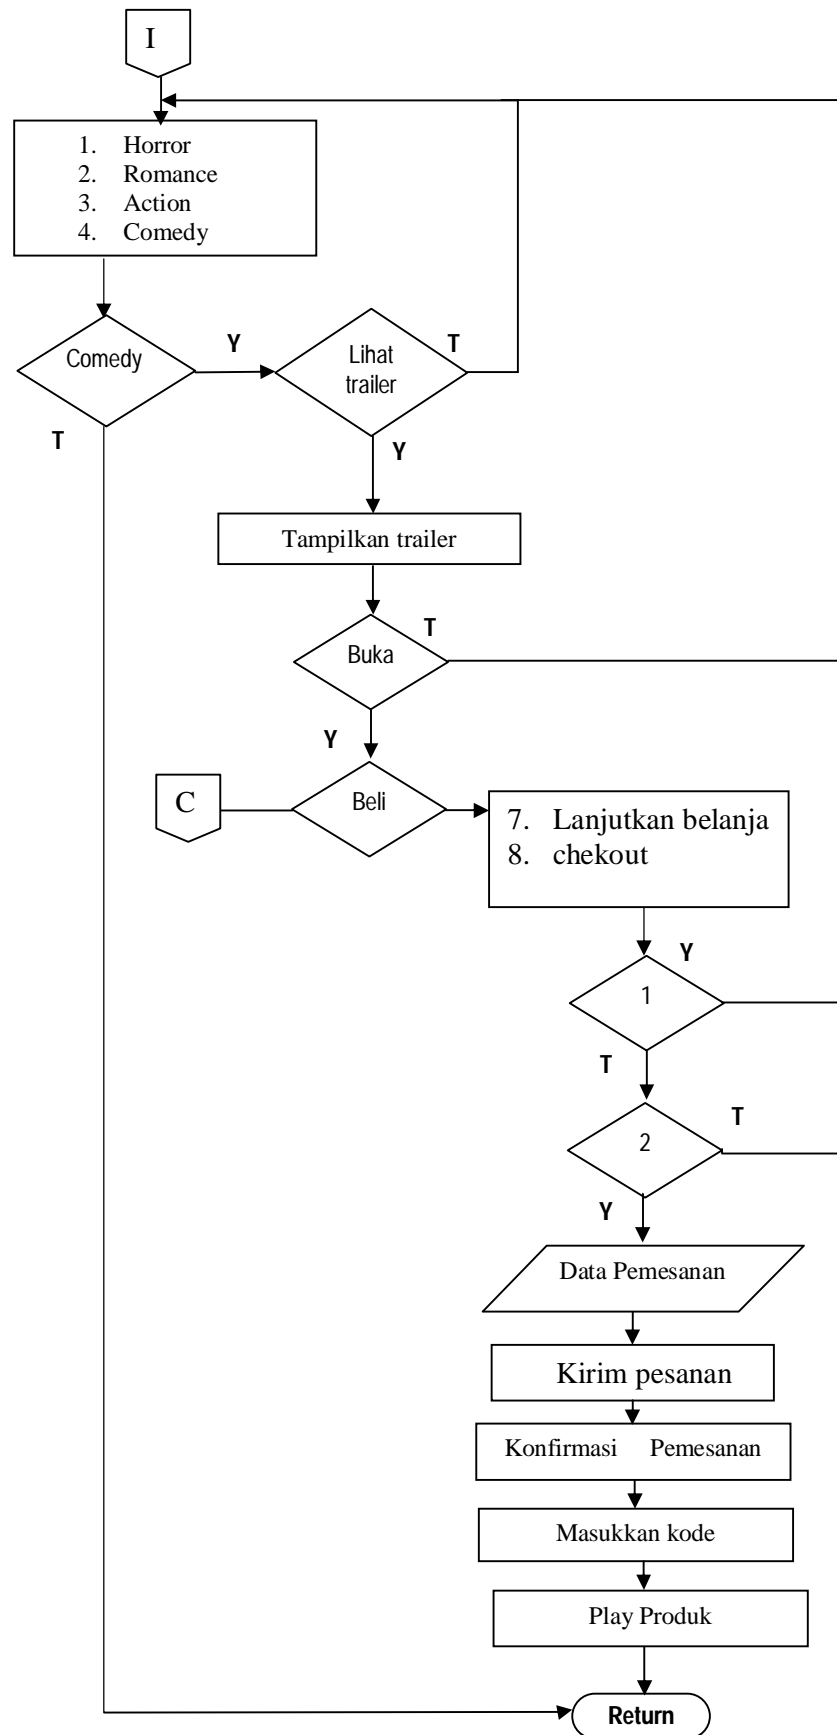 I
1. Horror
2. Romance
3. Action
4. Comedy
Comedy
Y
Lihat
trailer
T
T
Y
Tampilkan trailer
T
Buka
Y
C
Beli
7. Lanjutkan belanja
8. chekout
Y
1
T
T
2
Y
Data Pemesanan
Kirim pesanan
Konfirmasi Pemesanan
Masukkan kode
Play Produk
Return